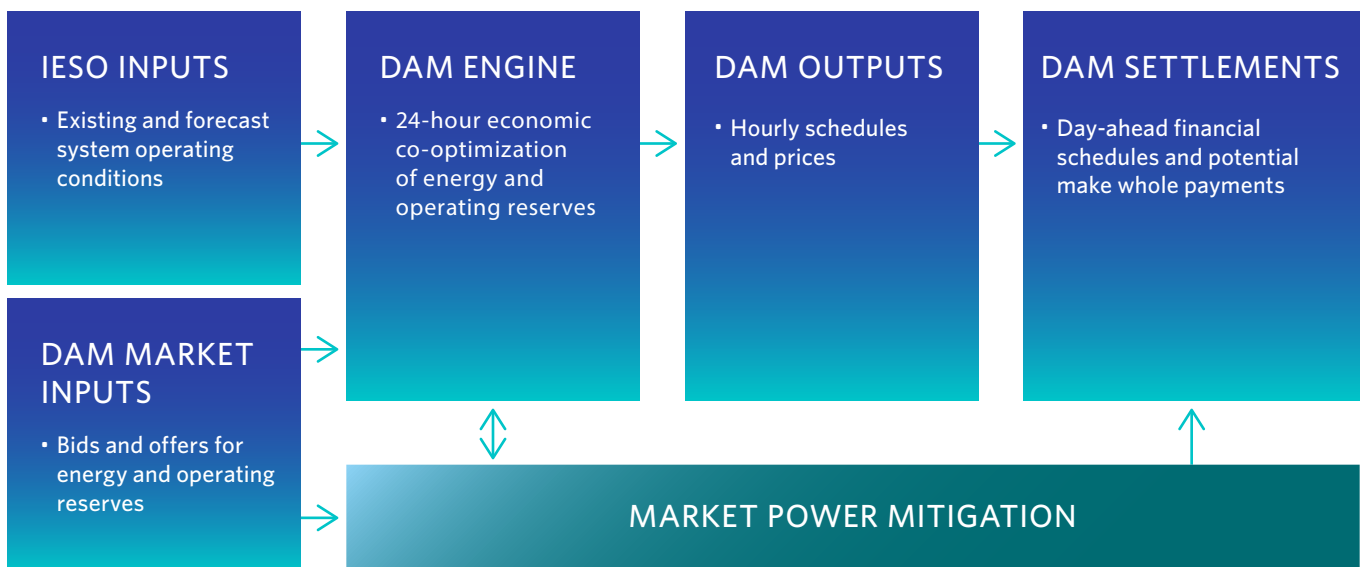 IESO INPUTS
• Existing and forecast
system operating
conditions
DAM MARKET
INPUTS
• Bids and offers for
energy and operating
reserves
DAM ENGINE
• 24-hour economic
co-optimization
of energy and
operating reserves
DAM OUTPUTS
• Hourly schedules
and prices
DAM SETTLEMENTS
• Day-ahead financial
schedules and potential
make whole payments
MARKET POWER MITIGATION